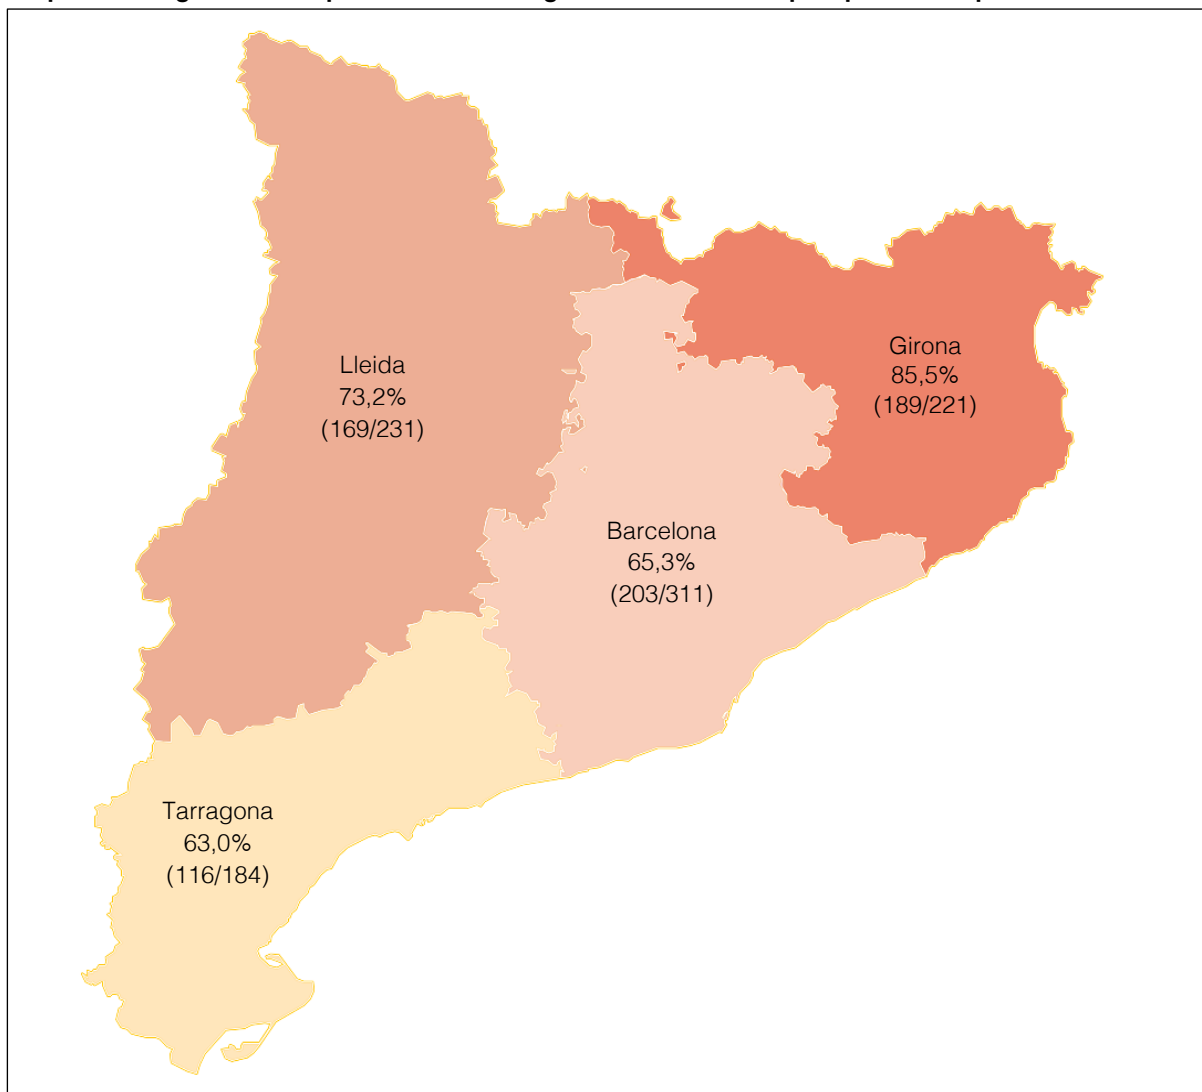 Girona
85,5%
(189/221)
Lleida
73,2%
(169/231)
Barcelona
65,3%
(203/311)
Tarragona
63,0%
(116/184)